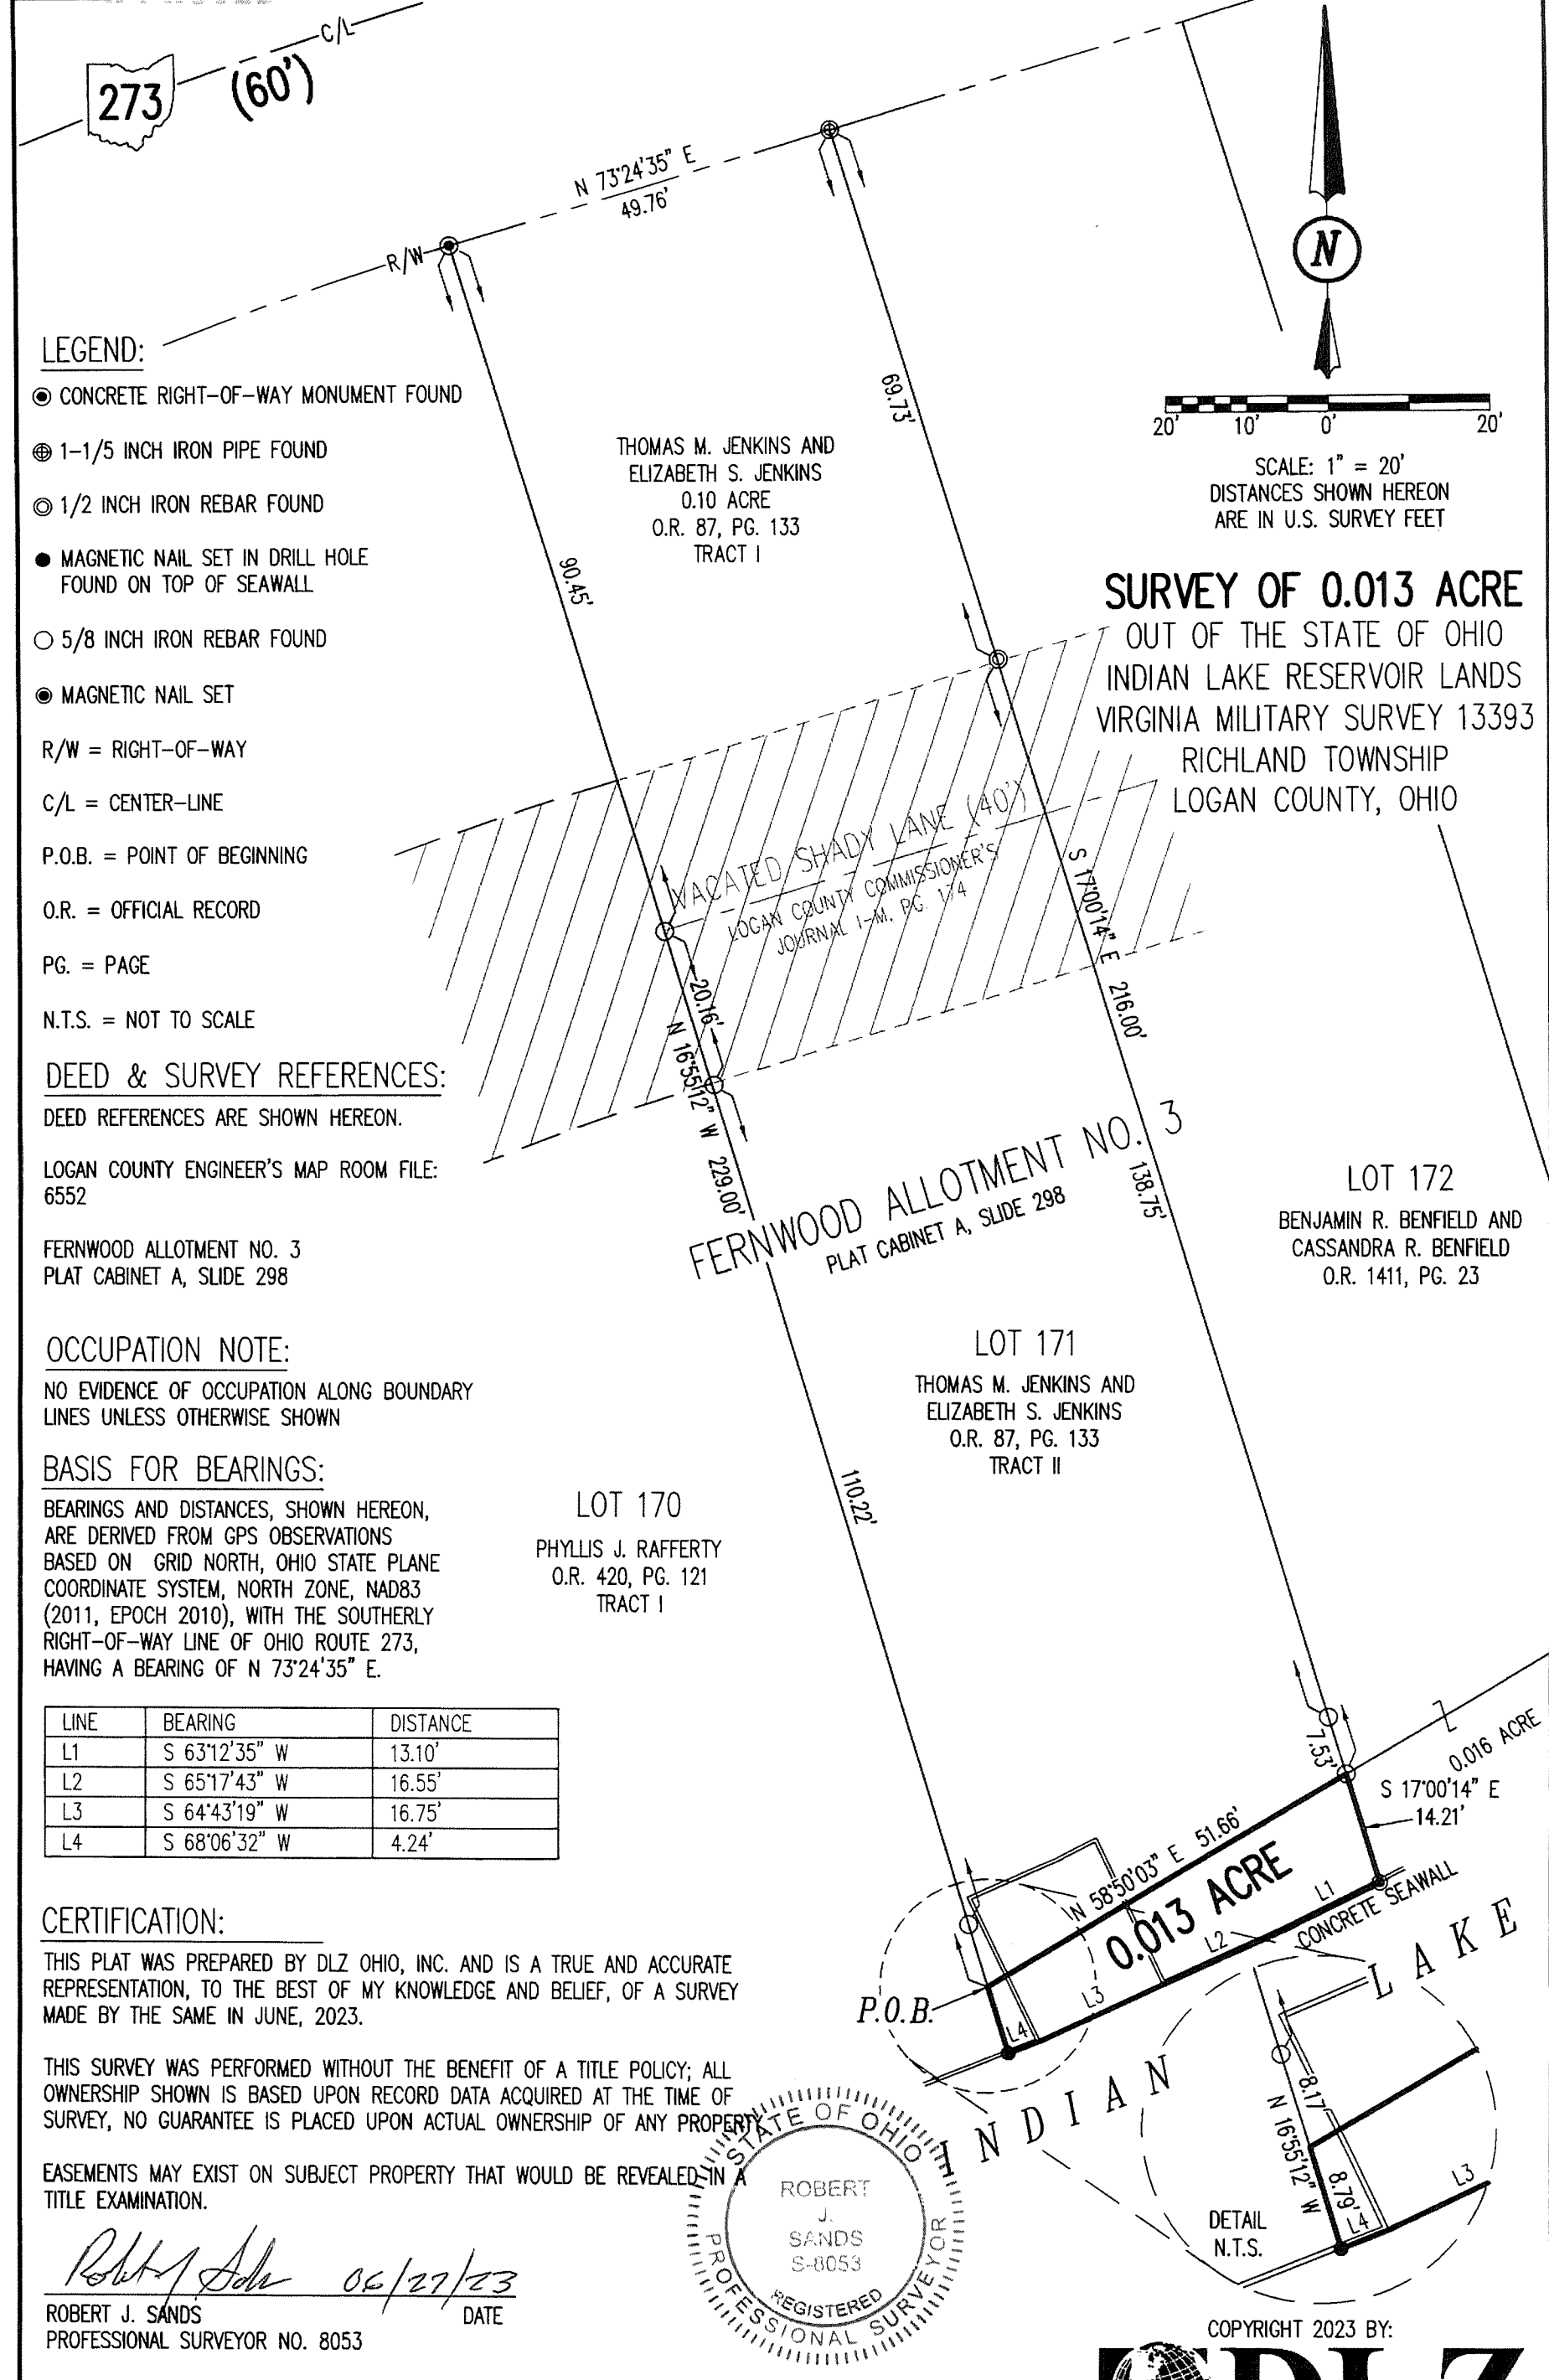 273
(60')
C/L
R/W
N 73°24'35" E
49.76'
N
20' 10' 0' 20'
SCALE: 1" = 20'
DISTANCES SHOWN HEREON
ARE IN U.S. SURVEY FEET
SURVEY OF 0.013 ACRE
OUT OF THE STATE OF OHIO
INDIAN LAKE RESERVOIR LANDS
VIRGINIA MILITARY SURVEY 13393
RICHLAND TOWNSHIP
LOGAN COUNTY, OHIO
LEGEND:
CONCRETE RIGHT-OF-WAY MONUMENT FOUND
1-1/5 INCH IRON PIPE FOUND
1/2 INCH IRON REBAR FOUND
MAGNETIC NAIL SET IN DRILL HOLE
FOUND ON TOP OF SEAWALL
5/8 INCH IRON REBAR FOUND
MAGNETIC NAIL SET
R/W = RIGHT-OF-WAY
C/L = CENTER-LINE
P.O.B. = POINT OF BEGINNING
O.R. = OFFICIAL RECORD
PG. = PAGE
N.T.S. = NOT TO SCALE
THOMAS M. JENKINS AND
ELIZABETH S. JENKINS
0.10 ACRE
O.R. 87, PG. 133
TRACT I
69.73'
90.45'
VACATED SHADY LANE (40')
LOGAN COUNTY COMMISSIONER'S
JOURNAL 1-M, PG. 174
20.16'
N 16°55'12" W 229.00'
S 17°00'14" E 216.00'
138.75'
110.22'
FERNWOOD ALLOTMENT NO. 3
PLAT CABINET A, SLIDE 298
LOT 172
BENJAMIN R. BENFIELD AND
CASSANDRA R. BENFIELD
O.R. 1411, PG. 23
LOT 171
THOMAS M. JENKINS AND
ELIZABETH S. JENKINS
O.R. 87, PG. 133
TRACT II
LOT 170
PHYLLIS J. RAFFERTY
O.R. 420, PG. 121
TRACT I
DEED & SURVEY REFERENCES:
DEED REFERENCES ARE SHOWN HEREON.
LOGAN COUNTY ENGINEER'S MAP ROOM FILE:
6552
FERNWOOD ALLOTMENT NO. 3
PLAT CABINET A, SLIDE 298
OCCUPATION NOTE:
NO EVIDENCE OF OCCUPATION ALONG BOUNDARY
LINES UNLESS OTHERWISE SHOWN
BASIS FOR BEARINGS:
BEARINGS AND DISTANCES, SHOWN HEREON,
ARE DERIVED FROM GPS OBSERVATIONS
BASED ON GRID NORTH, OHIO STATE PLANE
COORDINATE SYSTEM, NORTH ZONE, NAD83
(2011, EPOCH 2010), WITH THE SOUTHERLY
RIGHT-OF-WAY LINE OF OHIO ROUTE 273,
HAVING A BEARING OF N 73°24'35" E.
LINE BEARING DISTANCE
L1 S 63°12'35" W 13.10'
L2 S 65°17'43" W 16.55'
L3 S 64°43'19" W 16.75'
L4 S 68°06'32" W 4.24'
7.53'
0.016 ACRE
S 17°00'14" E
14.21'
N 58°50'03" E 51.66'
0.013 ACRE
L1
L2
L3
L4
CONCRETE SEAWALL
P.O.B.
INDIAN LAKE
8.17'
N 16°55'12" W
8.79'
L3
L4
DETAIL
N.T.S.
CERTIFICATION:
THIS PLAT WAS PREPARED BY DLZ OHIO, INC. AND IS A TRUE AND ACCURATE
REPRESENTATION, TO THE BEST OF MY KNOWLEDGE AND BELIEF, OF A SURVEY
MADE BY THE SAME IN JUNE, 2023.
THIS SURVEY WAS PERFORMED WITHOUT THE BENEFIT OF A TITLE POLICY; ALL
OWNERSHIP SHOWN IS BASED UPON RECORD DATA ACQUIRED AT THE TIME OF
SURVEY, NO GUARANTEE IS PLACED UPON ACTUAL OWNERSHIP OF ANY PROPERTY
EASEMENTS MAY EXIST ON SUBJECT PROPERTY THAT WOULD BE REVEALED IN A
TITLE EXAMINATION.
06/27/23
ROBERT J. SANDS DATE
PROFESSIONAL SURVEYOR NO. 8053
STATE OF OHIO
ROBERT
J.
SANDS
S-8053
REGISTERED
PROFESSIONAL SURVEYOR
COPYRIGHT 2023 BY:
DLZ